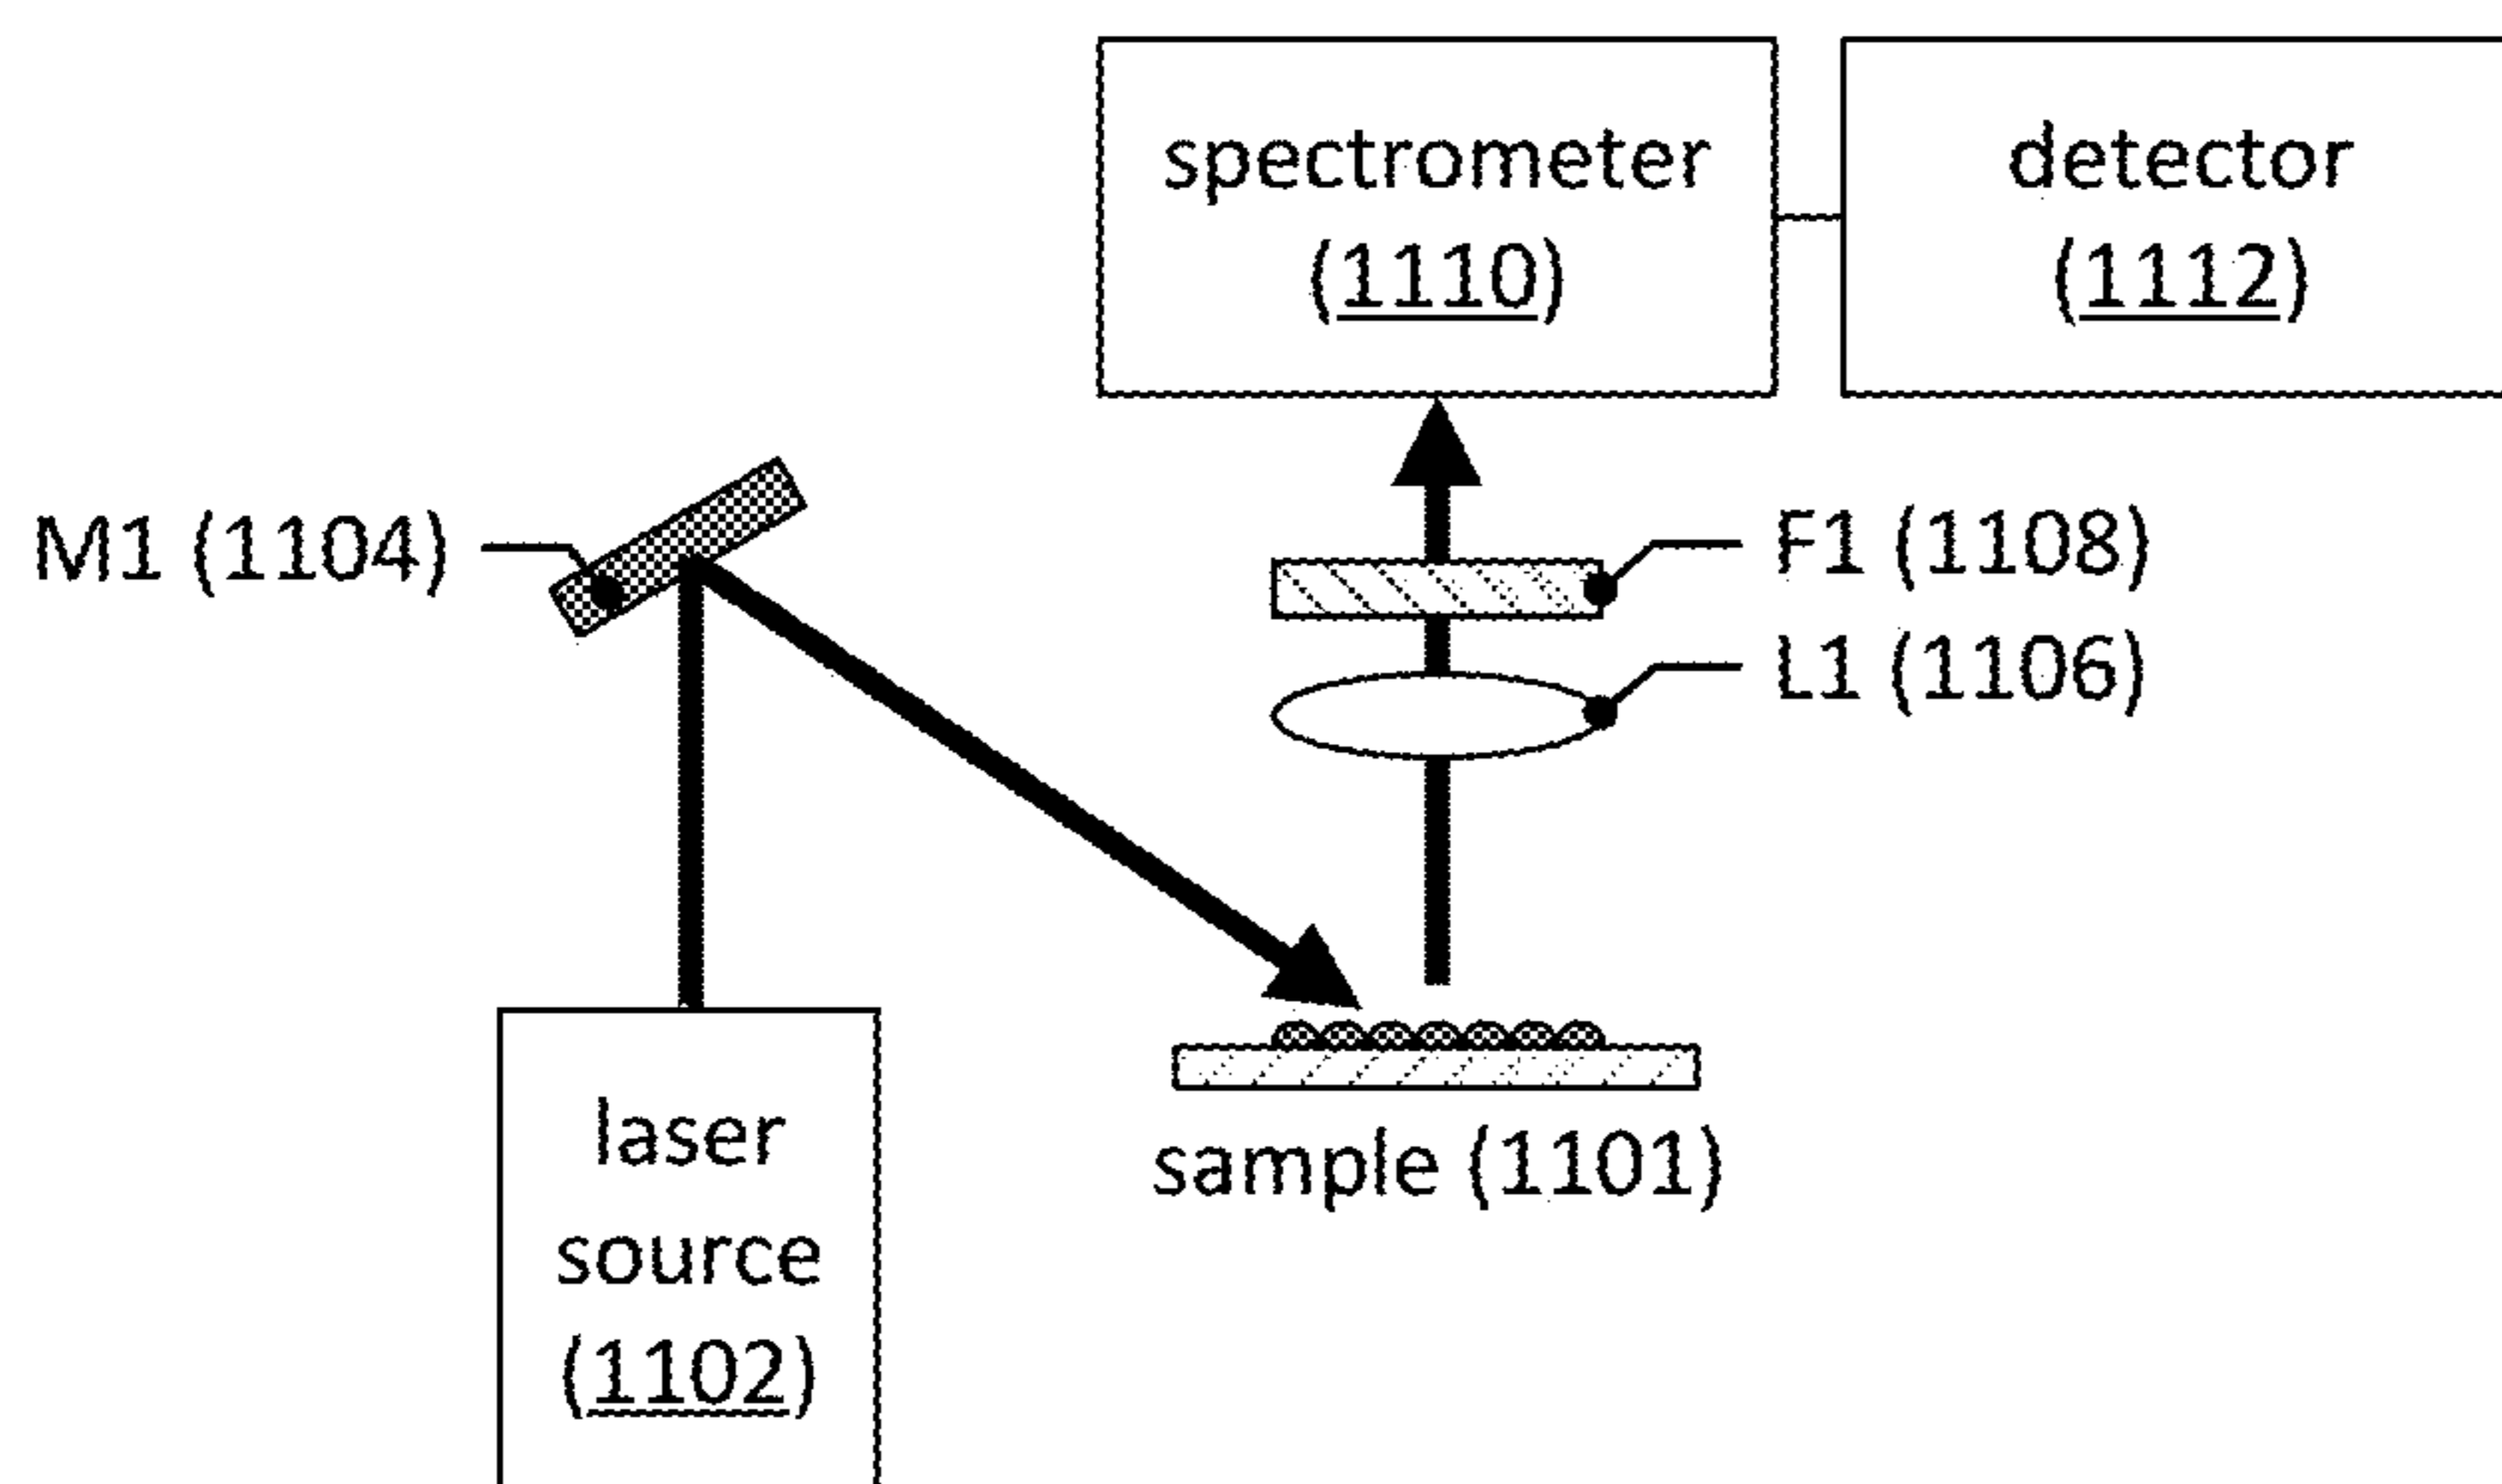 spectrometer
(1110)
detector
(1112)
M1 (1104)
F1 (1108)
L1 (1106)
laser
source
(1102)
sample (1101)